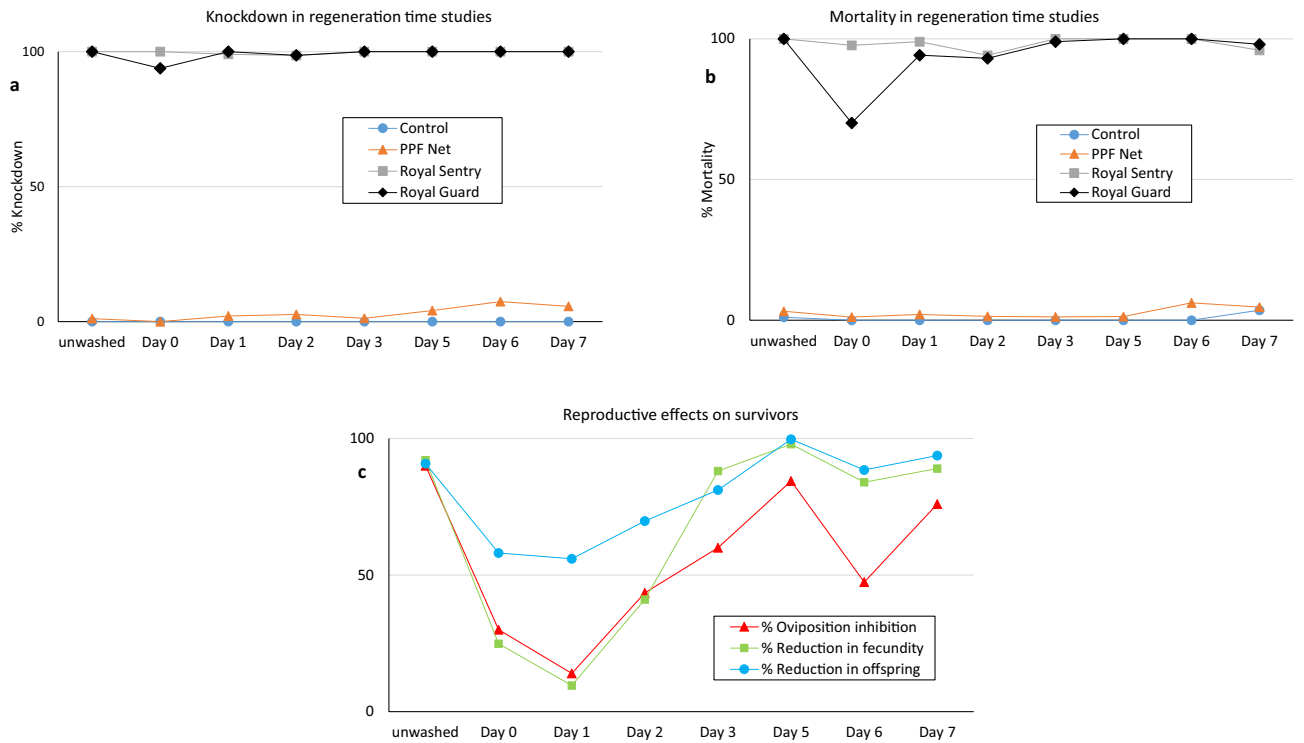 Knockdown in regeneration time studies
a
% Knockdown
100
50
0
Control
PPF Net
Royal Sentry
Royal Guard
unwashed Day 0 Day 1 Day 2 Day 3 Day 5 Day 6 Day 7
Mortality in regeneration time studies
b
% Mortality
100
50
0
Control
PPF Net
Royal Sentry
Royal Guard
unwashed Day 0 Day 1 Day 2 Day 3 Day 5 Day 6 Day 7
Reproductive effects on survivors
c
100
50
0
% Oviposition inhibition
% Reduction in fecundity
% Reduction in offspring
unwashed Day 0 Day 1 Day 2 Day 3 Day 5 Day 6 Day 7